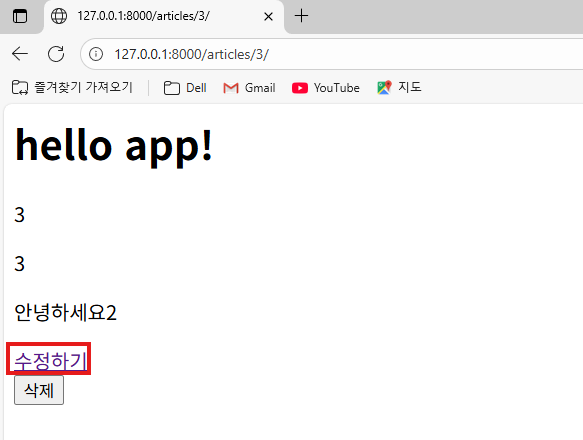 127.0.0.1:8000/articles/3/
127.0.0.1:8000/articles/3/
즐겨찾기 가져오기 Dell Gmail YouTube 지도
hello app!
3
3
안녕하세요2
수정하기
삭제